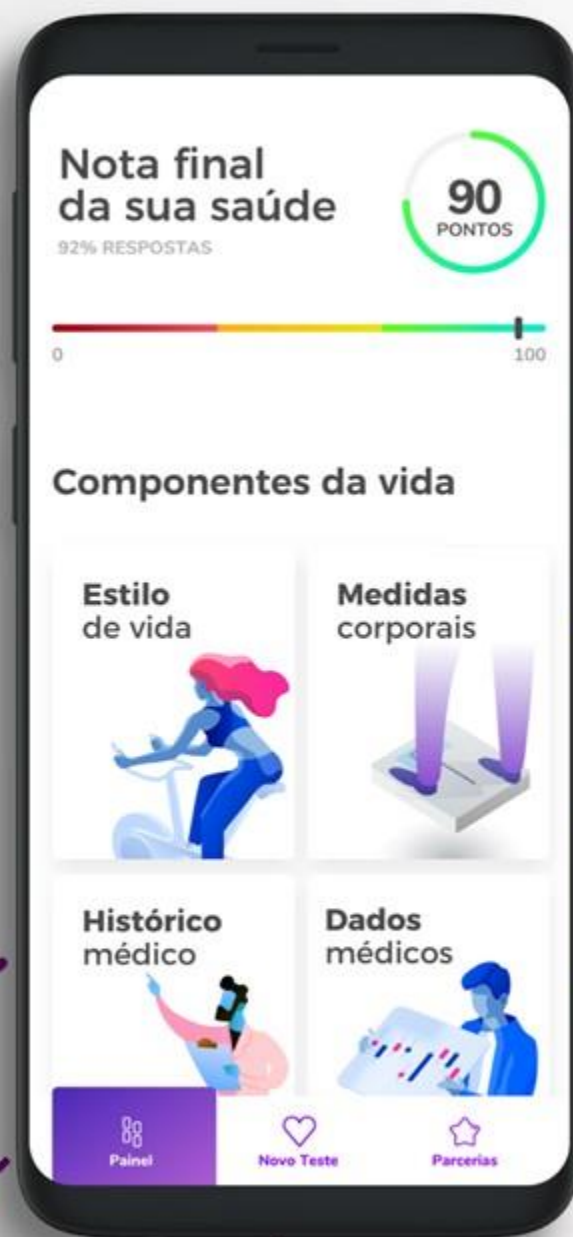 Nota final
da sua saúde
92% RESPOSTAS
90
PONTOS
0
100
Componentes da vida
Estilo
de vida
Medidas
corporais
Histórico
médico
Dados
médicos
Painel
Novo Teste
Parcerias